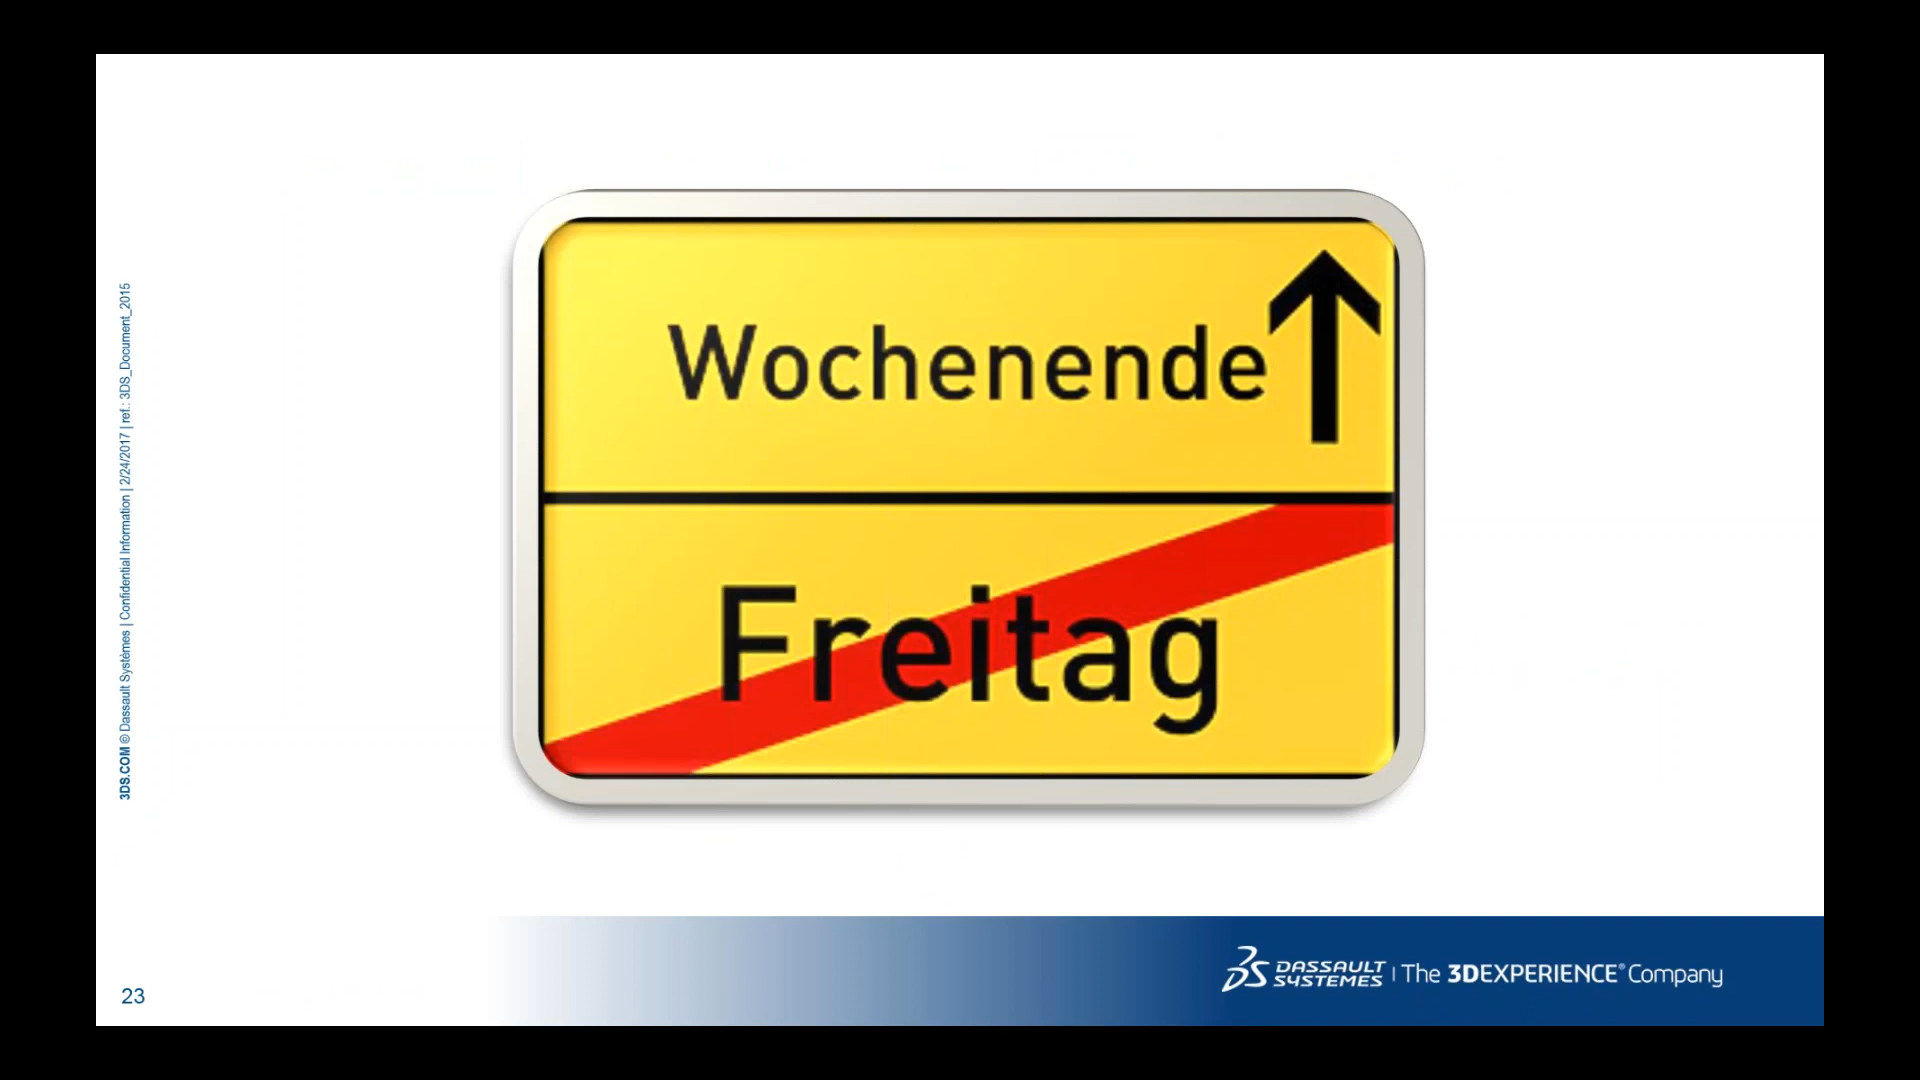 Wochenende
Freitag
3DS.COM © Dassault Systèmes | Confidential Information | 2/24/2017 | ref.: 3DS_Document_2015
23
3DS DASSAULT SYSTEMES | The 3DEXPERIENCE® Company